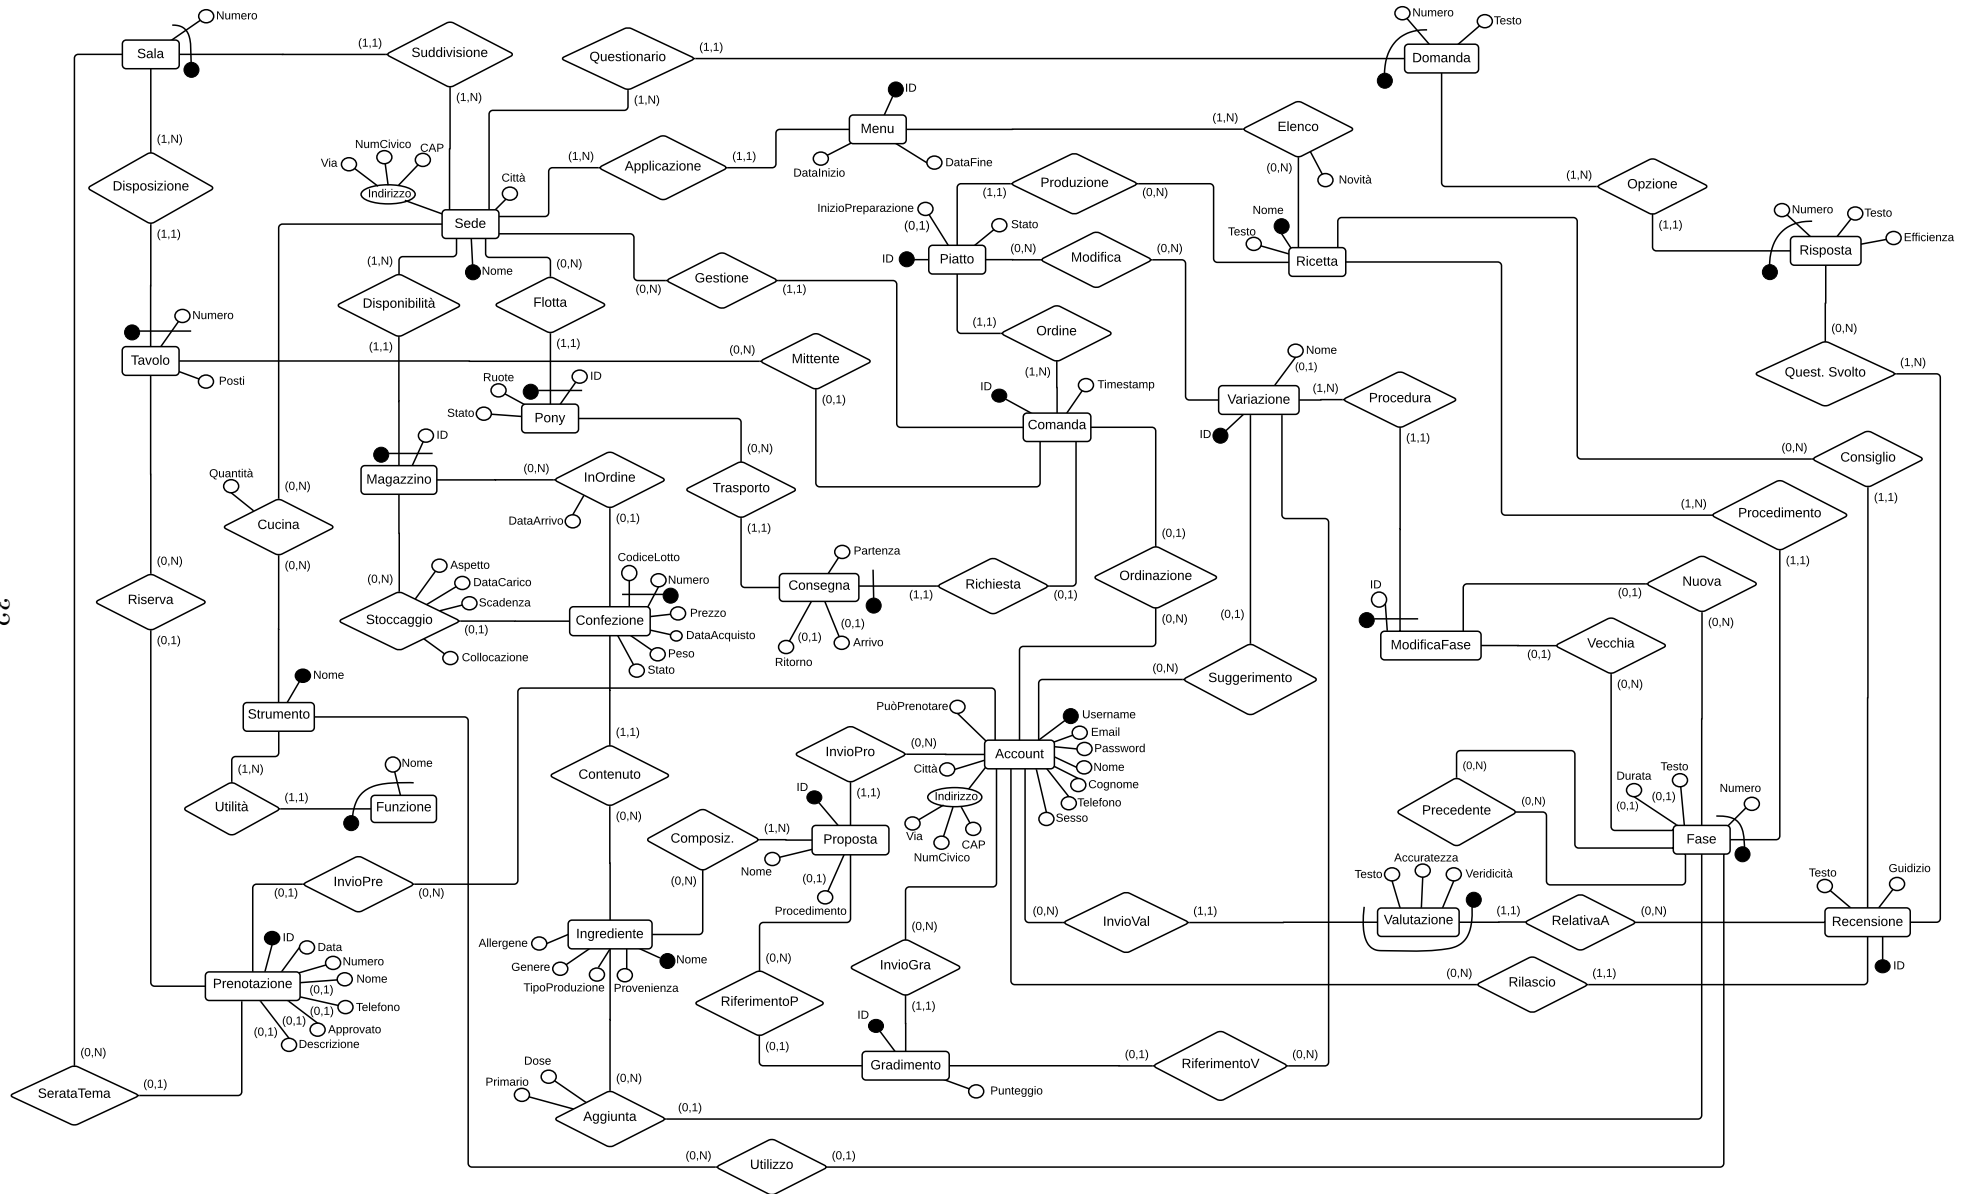 Numero
Sala
(1,1)
Suddivisione
(1,N)
Questionario
(1,1)
(1,N)
Numero
Testo
Domanda
ID
Menu
DataInizio
DataFine
(1,N)
Elenco
(0,N)
Novità
(1,N)
Disposizione
(1,1)
Via
NumCivico
CAP
Indirizzo
Città
Sede
Nome
(1,N)
Applicazione
(1,1)
(1,1)
Produzione
(0,N)
InizioPreparazione
(0,1)
Stato
ID
Piatto
(0,N)
Modifica
(0,N)
Nome
Testo
Ricetta
(1,N)
Opzione
(1,1)
Numero
Testo
Efficienza
Risposta
(1,N)
Disponibilità
(1,1)
(0,N)
Flotta
(1,1)
(0,N)
Gestione
(1,1)
(1,1)
Ordine
(1,N)
(0,N)
Quest. Svolto
(1,N)
Numero
Tavolo
Posti
(0,N)
Mittente
(0,1)
Ruote
ID
Stato
Pony
ID
Timestamp
Comanda
Nome
(0,1)
Variazione
ID
(1,N)
Procedura
(1,1)
ID
Magazzino
(0,N)
InOrdine
DataArrivo
(0,1)
(0,N)
Trasporto
(1,1)
(0,N)
Consiglio
(1,1)
Quantità
(0,N)
Cucina
(0,N)
(1,N)
Procedimento
(1,1)
(0,1)
Ordinazione
(0,N)
Partenza
Consegna
(0,1)
Ritorno
(0,1)
Arrivo
(1,1)
Richiesta
(0,1)
(0,N)
Riserva
(0,1)
(0,N)
Stoccaggio
Aspetto
DataCarico
Scadenza
(0,1)
Collocazione
CodiceLotto
Numero
Confezione
Prezzo
DataAcquisto
Peso
Stato
ID
ModificaFase
(0,1)
Nuova
(0,N)
(0,1)
Vecchia
(0,N)
(0,1)
(0,N)
Suggerimento
Nome
Strumento
(1,N)
Utilità
(1,1)
Nome
Funzione
(1,1)
Contenuto
(0,N)
InvioPro
(0,N)
(1,1)
PuòPrenotare
Account
Username
Email
Password
Nome
Cognome
Telefono
Sesso
Città
Indirizzo
Via
NumCivico
CAP
ID
Proposta
Nome
(0,1)
Procedimento
Composiz.
(1,N)
(0,N)
(0,N)
Precedente
(0,N)
Durata
(0,1)
Testo
(0,1)
Numero
Fase
(0,1)
InvioPre
(0,N)
Testo
Accuratezza
Veridicità
Valutazione
(0,N)
InvioVal
(1,1)
(1,1)
RelativaA
(0,N)
Testo
Guidizio
Recensione
ID
(0,N)
Rilascio
(1,1)
Ingrediente
Allergene
Genere
TipoProduzione
Provenienza
Nome
ID
Data
Numero
Nome
(0,1)
Telefono
(0,1)
Approvato
(0,1)
Descrizione
(0,1)
Prenotazione
(0,N)
InvioGra
(1,1)
(0,N)
RiferimentoP
(0,1)
ID
Gradimento
Punteggio
(0,1)
RiferimentoV
(0,N)
(0,N)
SerataTema
(0,1)
Dose
Primario
(0,N)
Aggiunta
(0,1)
(0,N)
Utilizzo
(0,1)